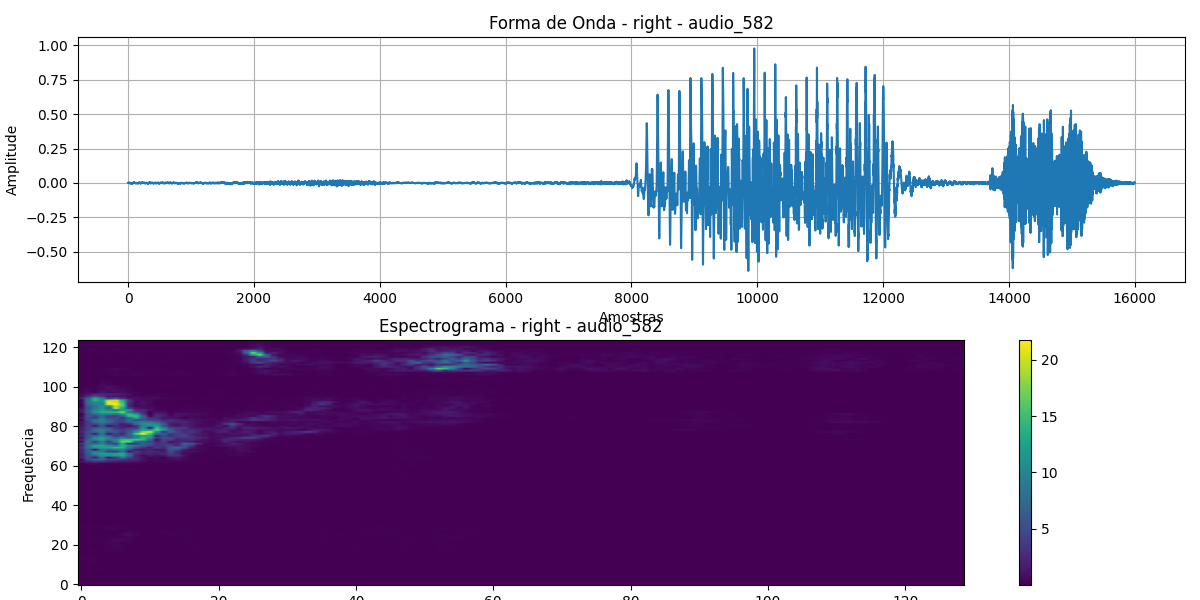 Forma de Onda - right - audio_582
1.00
0.75
0.50
0.25
0.00
−0.25
−0.50
Amplitude
0 2000 4000 6000 8000 10000 12000 14000 16000
Amostras
Espectrograma - right - audio_582
120
100
80
60
40
20
0
Frequência
20
15
10
5
0 20 40 60 80 100 120